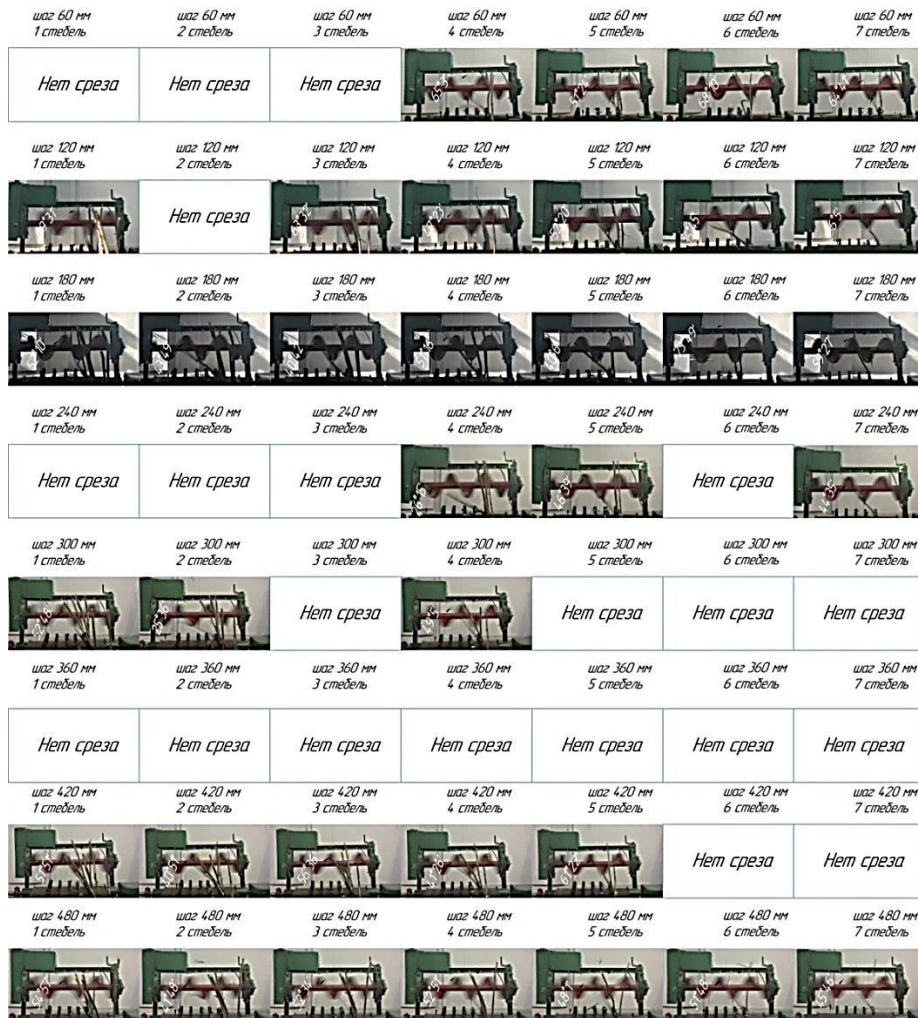 шаг 60 мм
1 стебель
шаг 60 мм
2 стебель
шаг 60 мм
3 стебель
шаг 60 мм
4 стебель
шаг 60 мм
5 стебель
шаг 60 мм
6 стебель
шаг 60 мм
7 стебель
Нет среза
Нет среза
Нет среза
57°24'
68°10'
64°41'
шаг 120 мм
1 стебель
шаг 120 мм
2 стебель
шаг 120 мм
3 стебель
шаг 120 мм
4 стебель
шаг 120 мм
5 стебель
шаг 120 мм
6 стебель
шаг 120 мм
7 стебель
Нет среза
шаг 180 мм
1 стебель
шаг 180 мм
2 стебель
шаг 180 мм
3 стебель
шаг 180 мм
4 стебель
шаг 180 мм
5 стебель
шаг 180 мм
6 стебель
шаг 180 мм
7 стебель
шаг 240 мм
1 стебель
шаг 240 мм
2 стебель
шаг 240 мм
3 стебель
шаг 240 мм
4 стебель
шаг 240 мм
5 стебель
шаг 240 мм
6 стебель
шаг 240 мм
7 стебель
Нет среза
Нет среза
Нет среза
46°39'
Нет среза
44°35'
шаг 300 мм
1 стебель
шаг 300 мм
2 стебель
шаг 300 мм
3 стебель
шаг 300 мм
4 стебель
шаг 300 мм
5 стебель
шаг 300 мм
6 стебель
шаг 300 мм
7 стебель
52°48'
Нет среза
Нет среза
Нет среза
Нет среза
шаг 360 мм
1 стебель
шаг 360 мм
2 стебель
шаг 360 мм
3 стебель
шаг 360 мм
4 стебель
шаг 360 мм
5 стебель
шаг 360 мм
6 стебель
шаг 360 мм
7 стебель
Нет среза
Нет среза
Нет среза
Нет среза
Нет среза
Нет среза
Нет среза
шаг 420 мм
1 стебель
шаг 420 мм
2 стебель
шаг 420 мм
3 стебель
шаг 420 мм
4 стебель
шаг 420 мм
5 стебель
шаг 420 мм
6 стебель
шаг 420 мм
7 стебель
56°36'
41°26'
Нет среза
Нет среза
шаг 480 мм
1 стебель
шаг 480 мм
2 стебель
шаг 480 мм
3 стебель
шаг 480 мм
4 стебель
шаг 480 мм
5 стебель
шаг 480 мм
6 стебель
шаг 480 мм
7 стебель